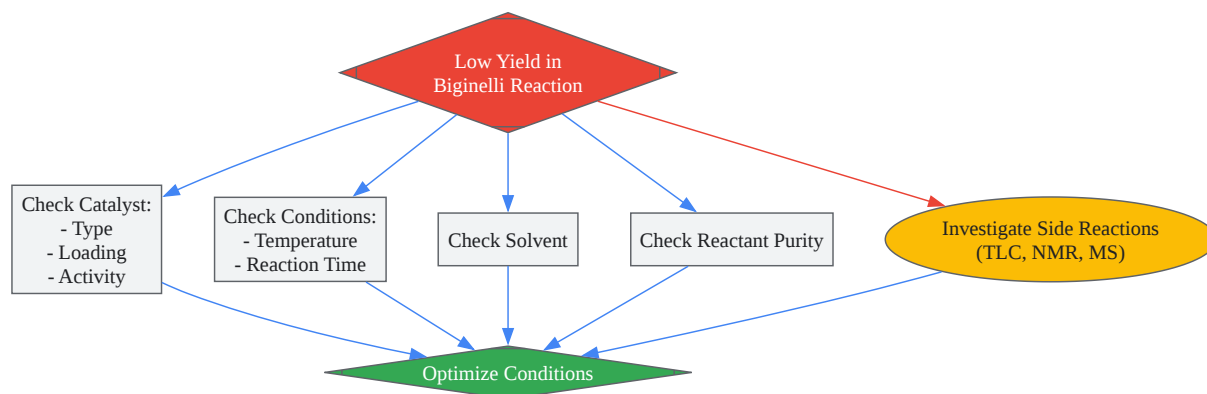 Low Yield in
Biginelli Reaction
Check Catalyst:
- Type
- Loading
- Activity
Check Conditions:
- Temperature
- Reaction Time
Check Solvent
Check Reactant Purity
Investigate Side Reactions
(TLC, NMR, MS)
Optimize Conditions